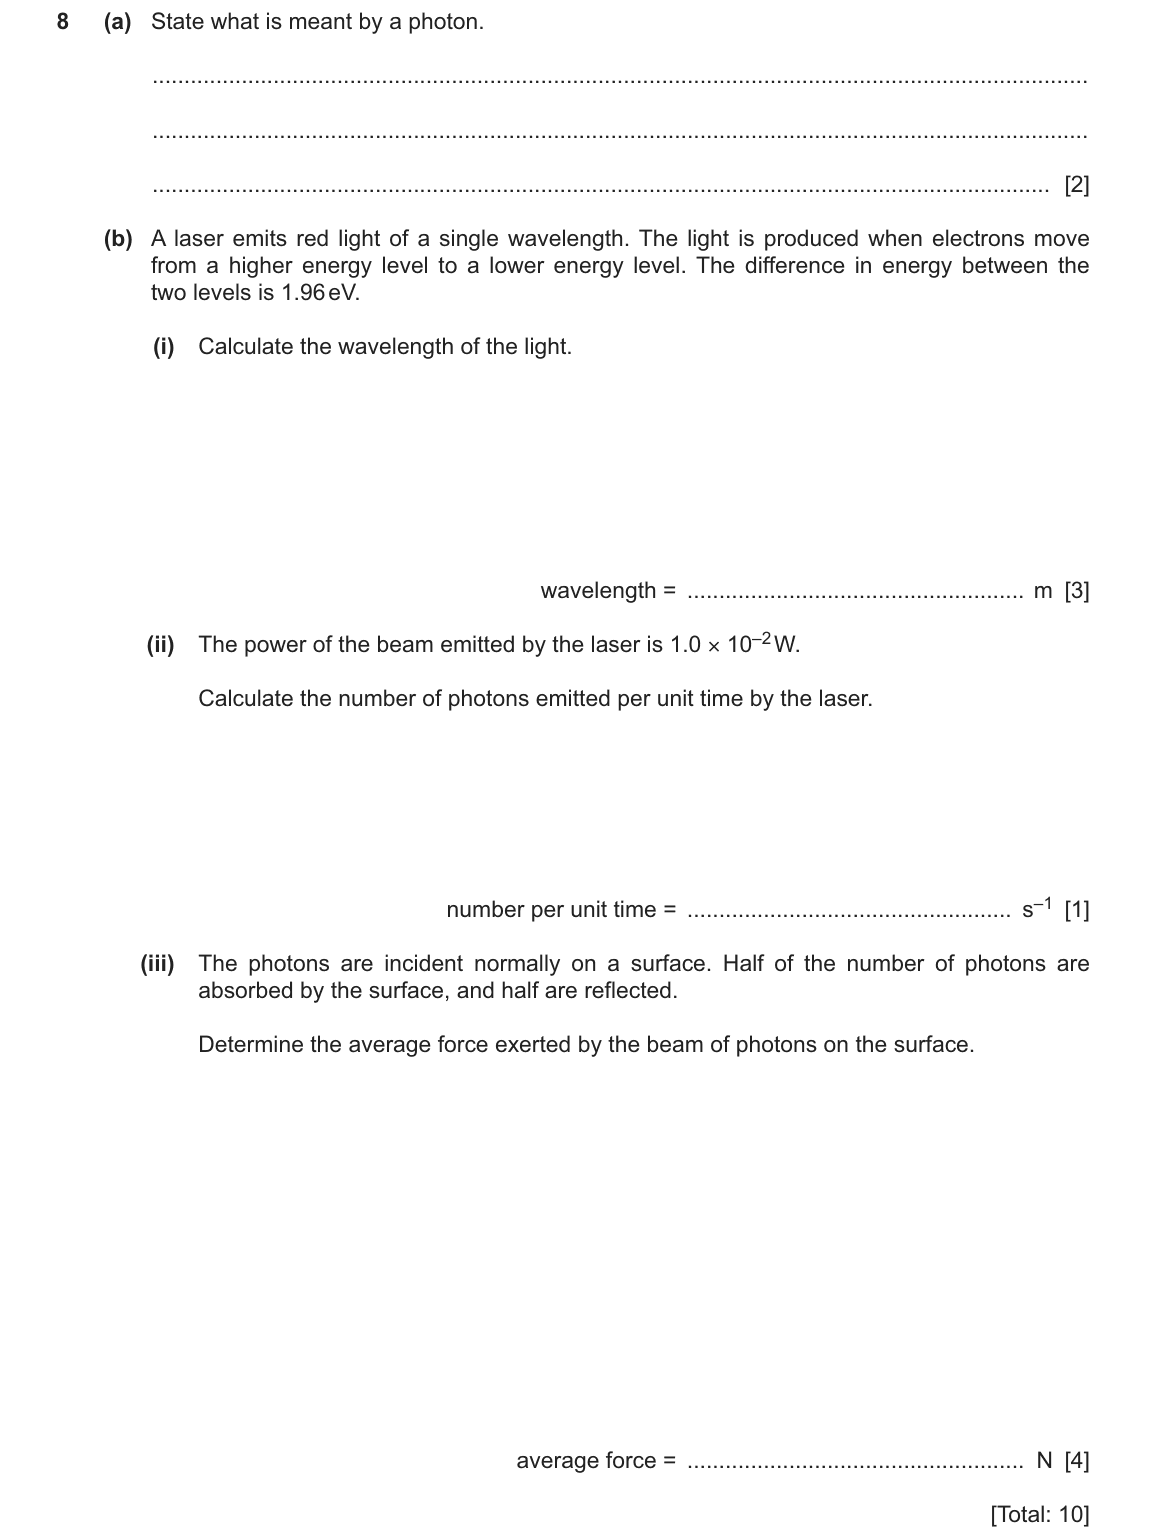 8 (a) State what is meant by a photon.
..........
..........
.......... [2]
(b) A laser emits red light of a single wavelength. The light is produced when electrons move
from a higher energy level to a lower energy level. The difference in energy between the
two levels is 1.96 eV.
(i) Calculate the wavelength of the light.
wavelength = .......... m [3]
(ii) The power of the beam emitted by the laser is 1.0 × 10⁻² W.
Calculate the number of photons emitted per unit time by the laser.
number per unit time = .......... s⁻¹ [1]
(iii) The photons are incident normally on a surface. Half of the number of photons are
absorbed by the surface, and half are reflected.
Determine the average force exerted by the beam of photons on the surface.
average force = .......... N [4]
[Total: 10]